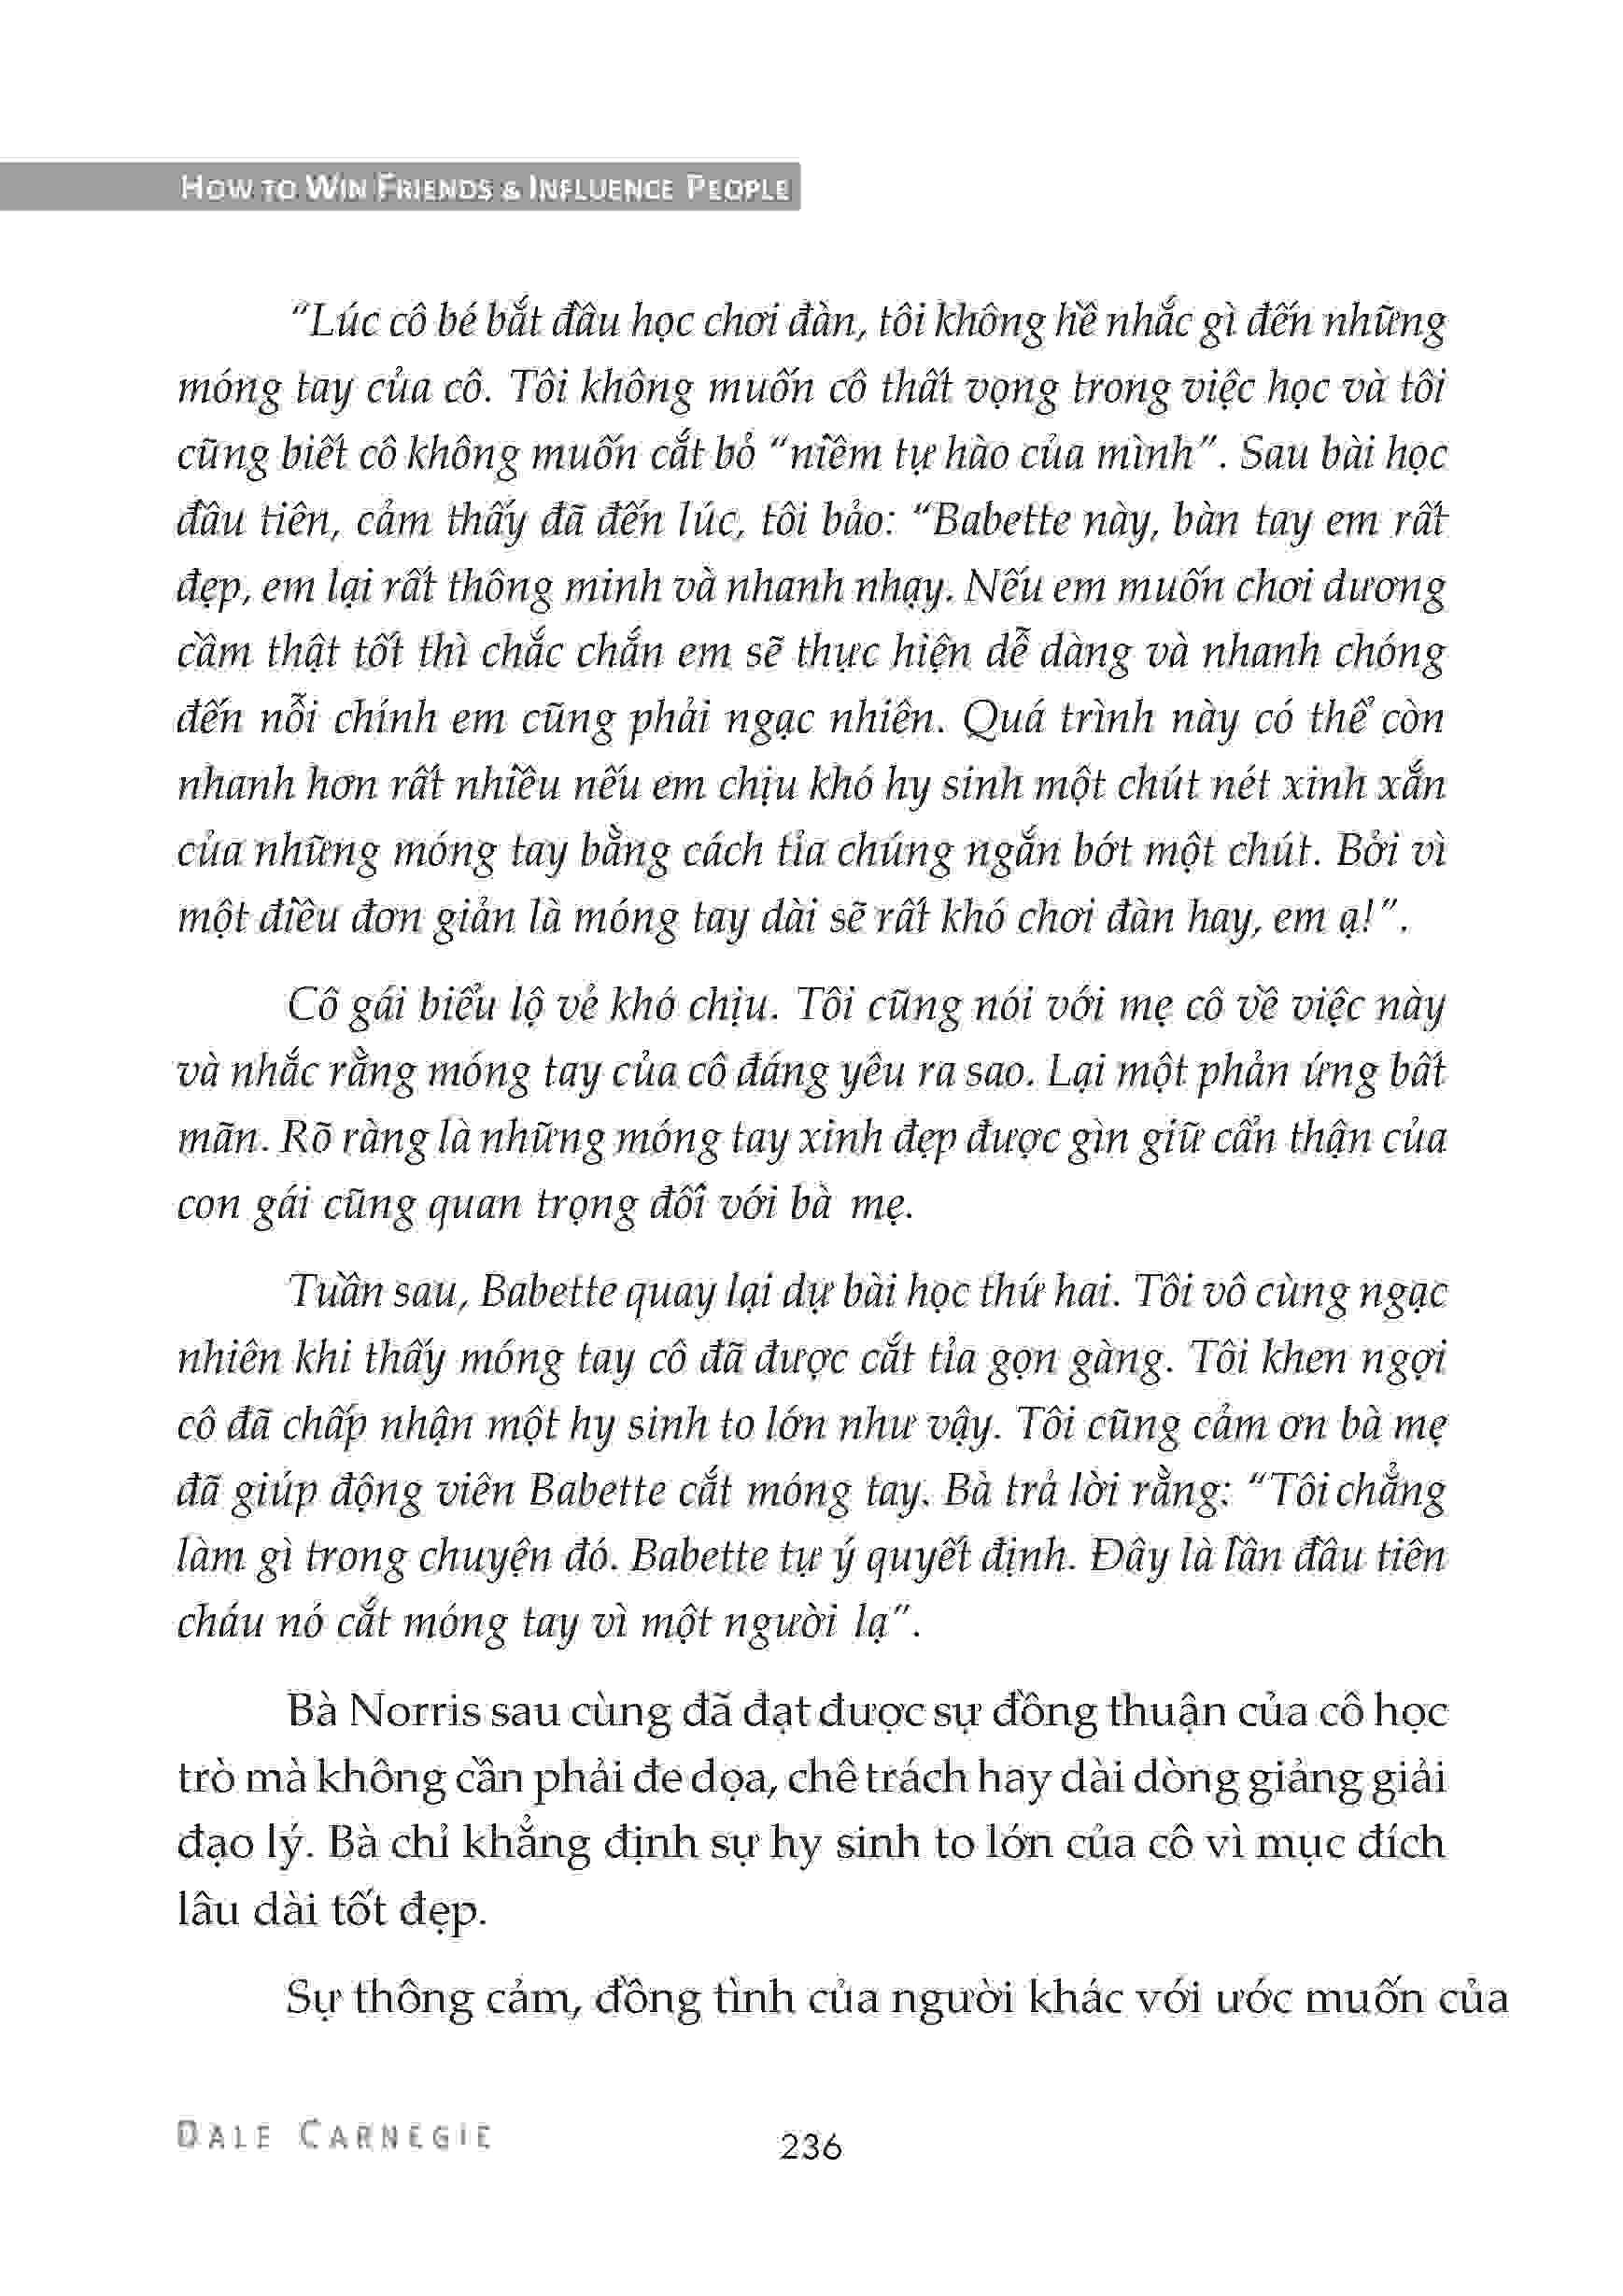 HOW TO WIN FRIENDS & INFLUENCE PEOPLE
“Lúc cô bé bắt đầu học chơi đàn, tôi không hề nhắc gì đến những
móng tay của cô. Tôi không muốn cô thất vọng trong việc học và tôi
cũng biết cô không muốn cắt bỏ “niềm tự hào của mình”. Sau bài học
đầu tiên, cảm thấy đã đến lúc, tôi bảo: “Babette này, bàn tay em rất
đẹp, em lại rất thông minh và nhanh nhạy. Nếu em muốn chơi dương
cầm thật tốt thì chắc chắn em sẽ thực hiện dễ dàng và nhanh chóng
đến nỗi chính em cũng phải ngạc nhiên. Quá trình này có thể còn
nhanh hơn rất nhiều nếu em chịu khó hy sinh một chút nét xinh xắn
của những móng tay bằng cách tỉa chúng ngắn bớt một chút. Bởi vì
một điều đơn giản là móng tay dài sẽ rất khó chơi đàn hay, em ạ!”.
Cô gái biểu lộ vẻ khó chịu. Tôi cũng nói với mẹ cô về việc này
và nhắc rằng móng tay của cô đáng yêu ra sao. Lại một phản ứng bất
mãn. Rõ ràng là những móng tay xinh đẹp được gìn giữ cẩn thận của
con gái cũng quan trọng đối với bà mẹ.
Tuần sau, Babette quay lại dự bài học thứ hai. Tôi vô cùng ngạc
nhiên khi thấy móng tay cô đã được cắt tỉa gọn gàng. Tôi khen ngợi
cô đã chấp nhận một hy sinh to lớn như vậy. Tôi cũng cảm ơn bà mẹ
đã giúp động viên Babette cắt móng tay. Bà trả lời rằng: “Tôi chẳng
làm gì trong chuyện đó. Babette tự ý quyết định. Đây là lần đầu tiên
cháu nó cắt móng tay vì một người lạ”.
Bà Norris sau cùng đã đạt được sự đồng thuận của cô học
trò mà không cần phải đe dọa, chê trách hay dài dòng giảng giải
đạo lý. Bà chỉ khẳng định sự hy sinh to lớn của cô vì mục đích
lâu dài tốt đẹp.
Sự thông cảm, đồng tình của người khác với ước muốn của
DALE CARNEGIE
236